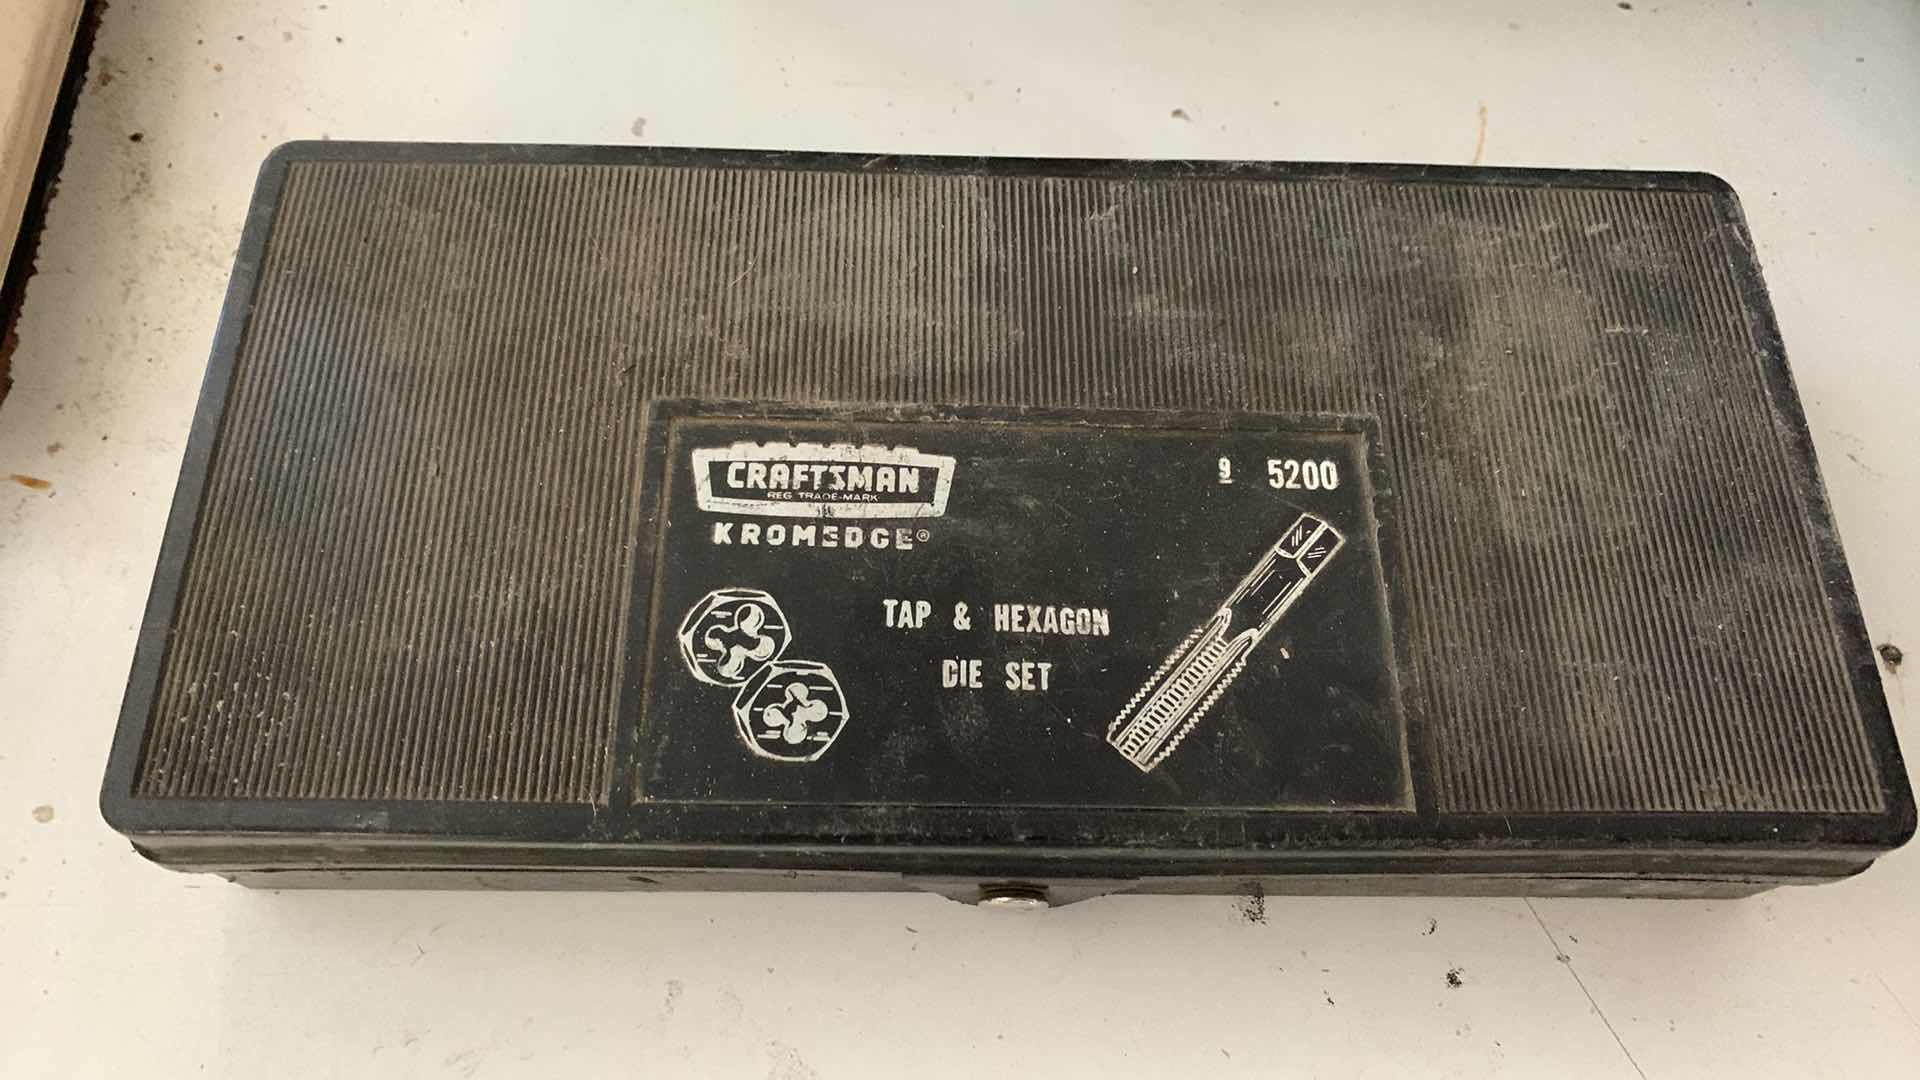 CRAFTSMAN
REG. TRADE-MARK
KROMEDGE®
9 5200
TAP & HEXAGON
DIE SET